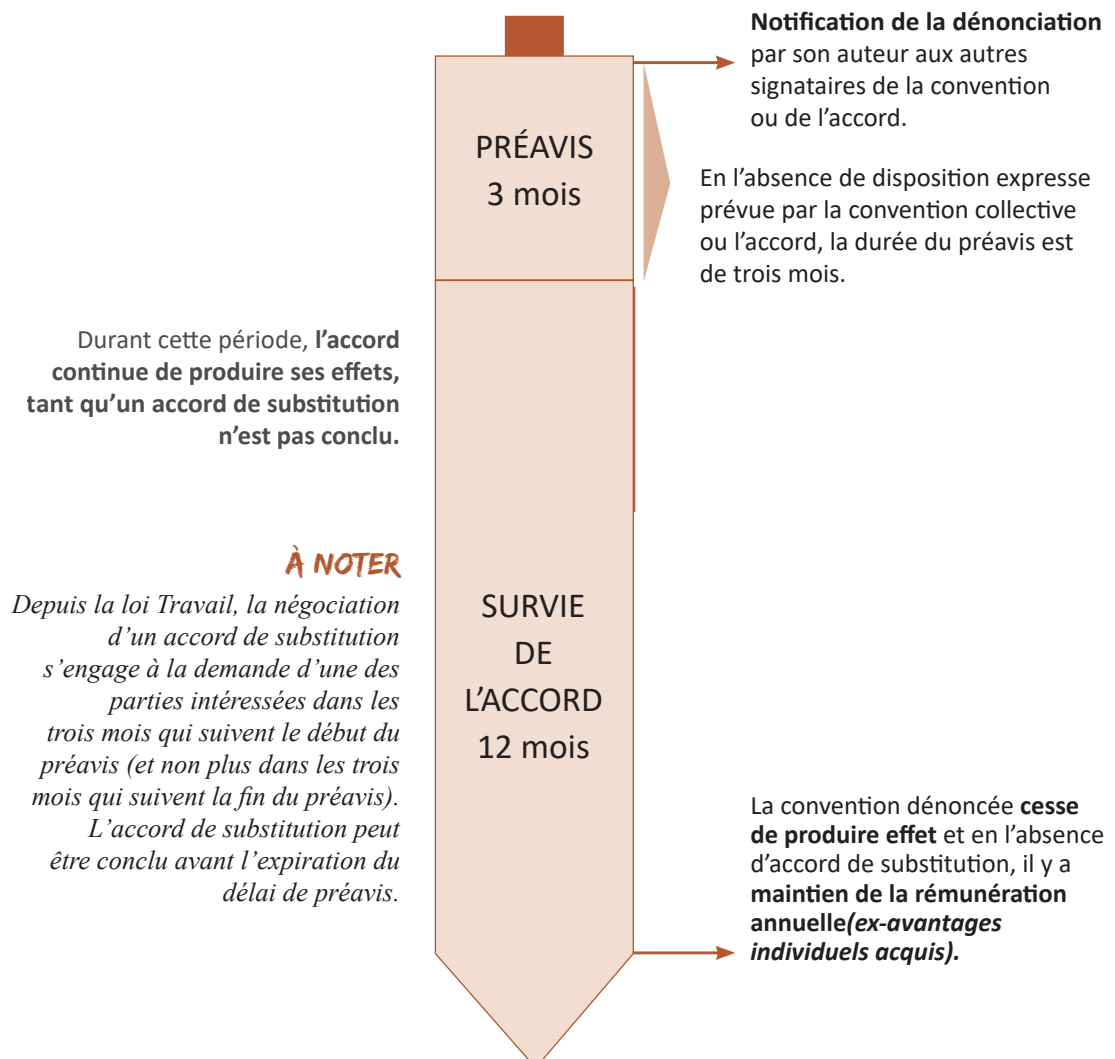 Notification de la dénonciation
par son auteur aux autres
signataires de la convention
ou de l’accord.
PRÉAVIS
3 mois
En l’absence de disposition expresse
prévue par la convention collective
ou l’accord, la durée du préavis est
de trois mois.
Durant cette période, l’accord
continue de produire ses effets,
tant qu’un accord de substitution
n’est pas conclu.
À NOTER
Depuis la loi Travail, la négociation
d’un accord de substitution
s’engage à la demande d’une des
parties intéressées dans les
trois mois qui suivent le début du
préavis (et non plus dans les trois
mois qui suivent la fin du préavis).
L’accord de substitution peut
être conclu avant l’expiration du
délai de préavis.
SURVIE
DE
L’ACCORD
12 mois
La convention dénoncée cesse
de produire effet et en l’absence
d’accord de substitution, il y a
maintien de la rémunération
annuelle(ex-avantages
individuels acquis).